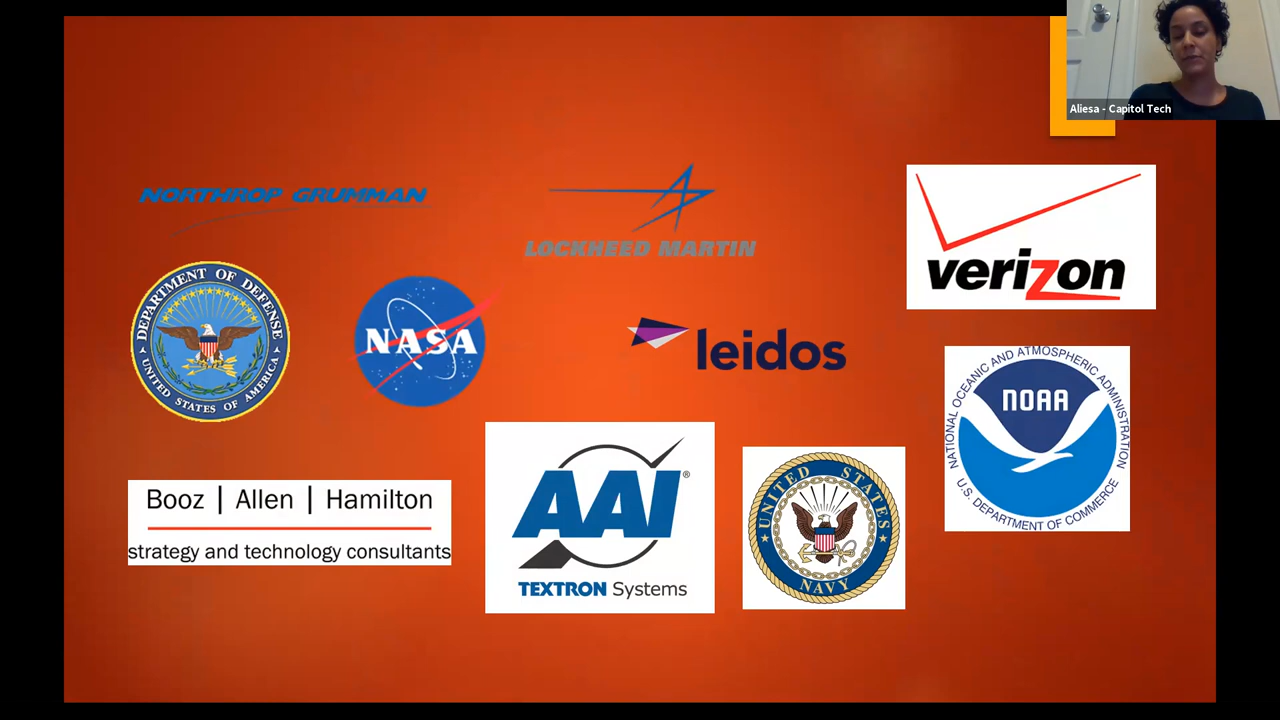 Aliesa - Capitol Tech
NORTHROP GRUMMAN
LOCKHEED MARTIN
verizon
DEPARTMENT OF DEFENSE
UNITED STATES OF AMERICA
NASA
leidos
NATIONAL OCEANIC AND ATMOSPHERIC ADMINISTRATION
NOAA
U.S. DEPARTMENT OF COMMERCE
Booz | Allen | Hamilton
strategy and technology consultants
AAI®
TEXTRON Systems
UNITED STATES
NAVY